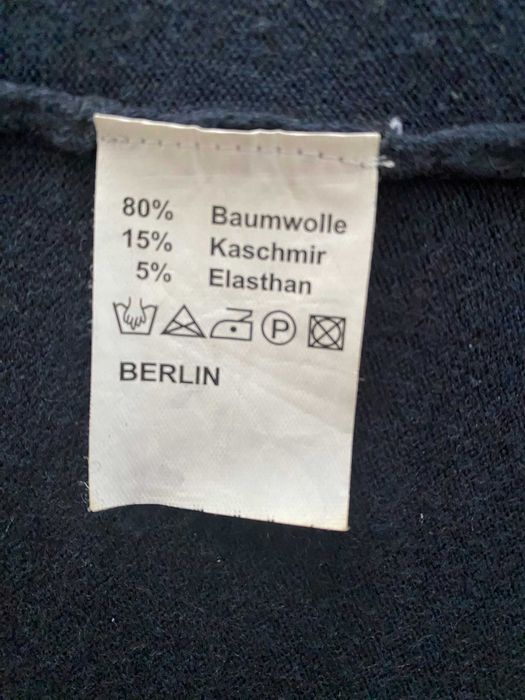 80% Baumwolle
15% Kaschmir
5% Elasthan
P
BERLIN